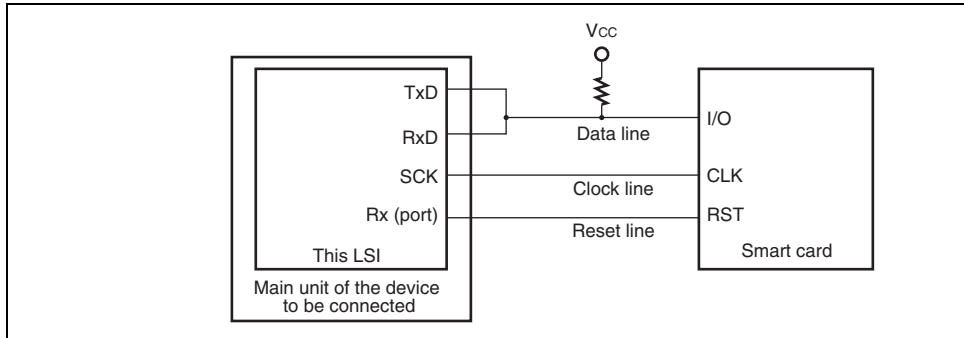 Vcc
TxD
RxD
SCK
Rx (port)
This LSI
Main unit of the device
to be connected
Data line
Clock line
Reset line
I/O
CLK
RST
Smart card